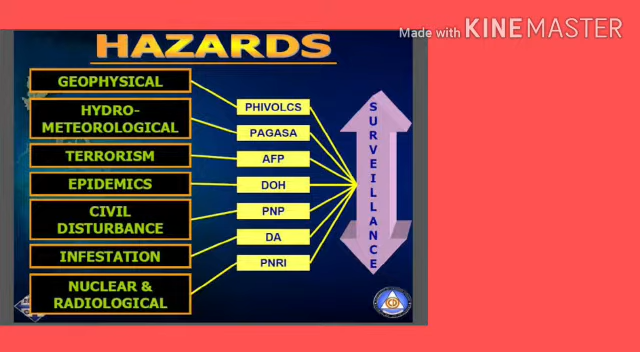 Made with KINEMASTER
HAZARDS
GEOPHYSICAL
HYDRO-
METEOROLOGICAL
TERRORISM
EPIDEMICS
CIVIL
DISTURBANCE
INFESTATION
NUCLEAR &
RADIOLOGICAL
PHIVOLCS
PAGASA
AFP
DOH
PNP
DA
PNRI
SURVEILLANCE